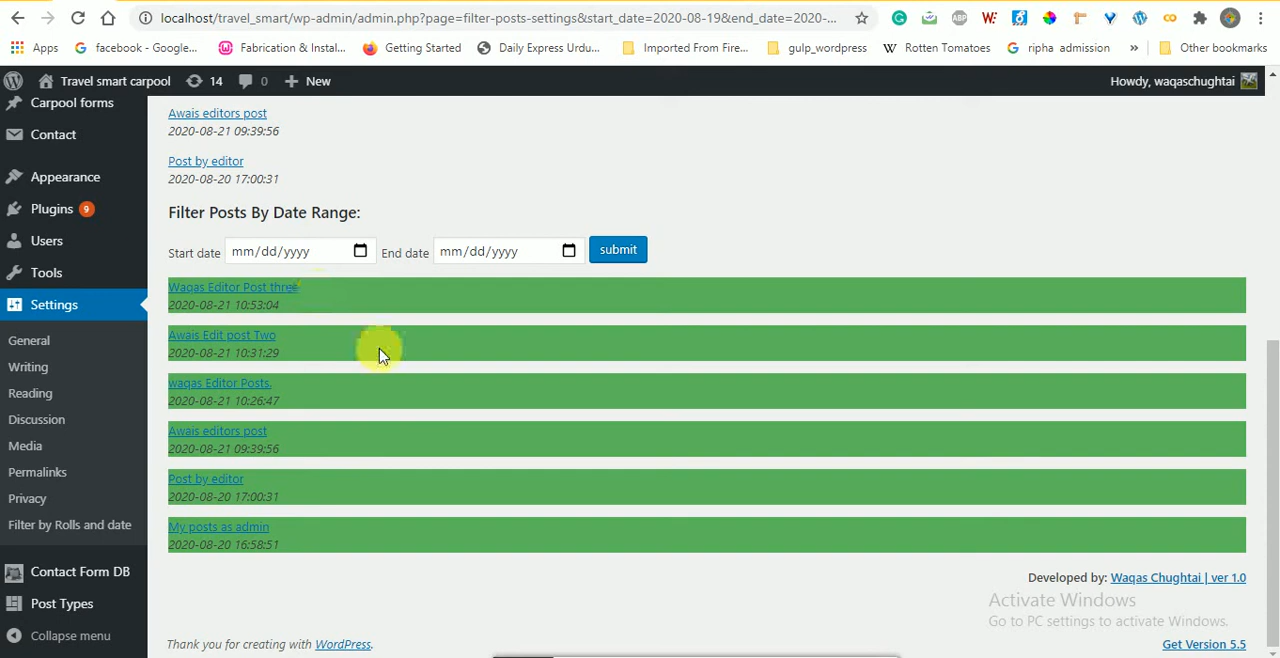 localhost/travel_smart/wp-admin/admin.php?page=filter-posts-settings&start_date=2020-08-19&end_date=2020-...
Apps facebook - Google... Fabrication & Instal... Getting Started Daily Express Urdu... Imported From Fire... gulp_wordpress Rotten Tomatoes ripha admission » Other bookmarks
Travel smart carpool 14 0 New Howdy, waqaschughtai
Carpool forms
Contact
Appearance
Plugins 9
Users
Tools
Settings
General
Writing
Reading
Discussion
Media
Permalinks
Privacy
Filter by Rolls and date
Contact Form DB
Post Types
Collapse menu
Awais editors post
2020-08-21 09:39:56
Post by editor
2020-08-20 17:00:31
Filter Posts By Date Range:
Start date mm/dd/yyyy End date mm/dd/yyyy submit
Waqas Editor Post three
2020-08-21 10:53:04
Awais Edit post Two
2020-08-21 10:31:29
waqas Editor Posts.
2020-08-21 10:26:47
Awais editors post
2020-08-21 09:39:56
Post by editor
2020-08-20 17:00:31
My posts as admin
2020-08-20 16:58:51
Developed by: Waqas Chughtai | ver 1.0
Activate Windows
Go to PC settings to activate Windows.
Thank you for creating with WordPress. Get Version 5.5